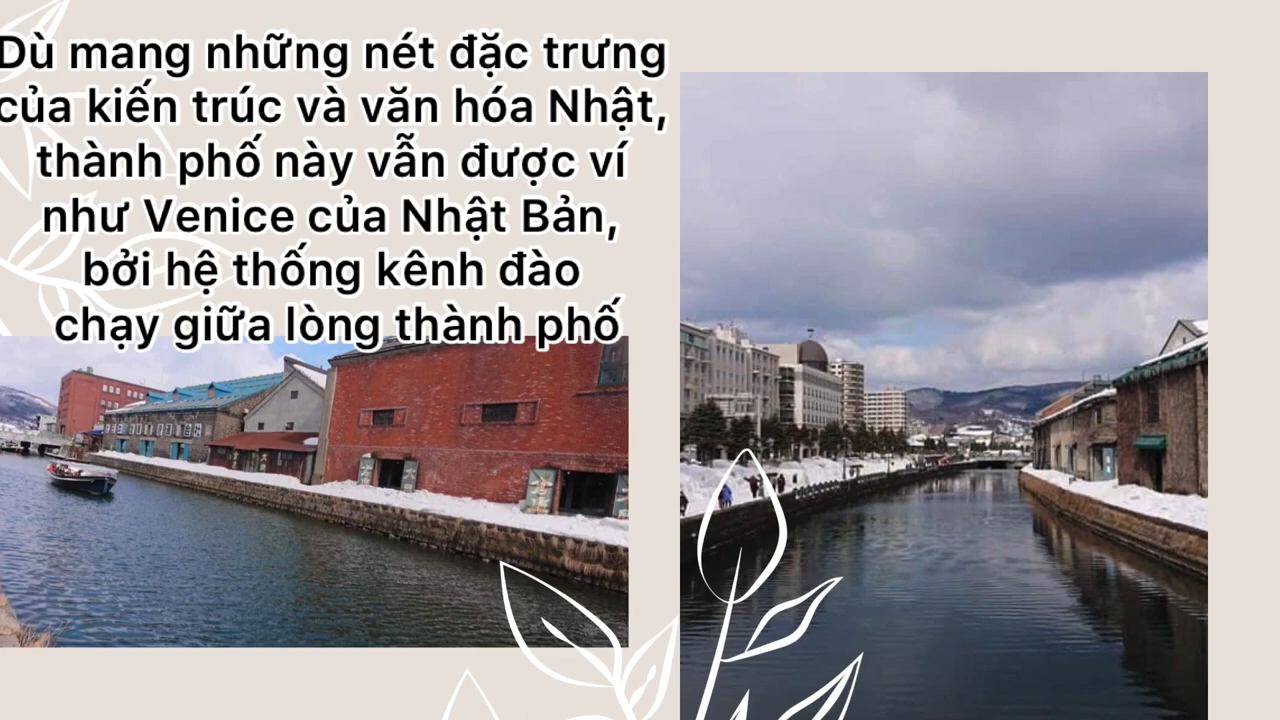 Dù mang những nét đặc trưng
của kiến trúc và văn hóa Nhật,
thành phố này vẫn được ví
như Venice của Nhật Bản,
bởi hệ thống kênh đào
chạy giữa lòng thành phố